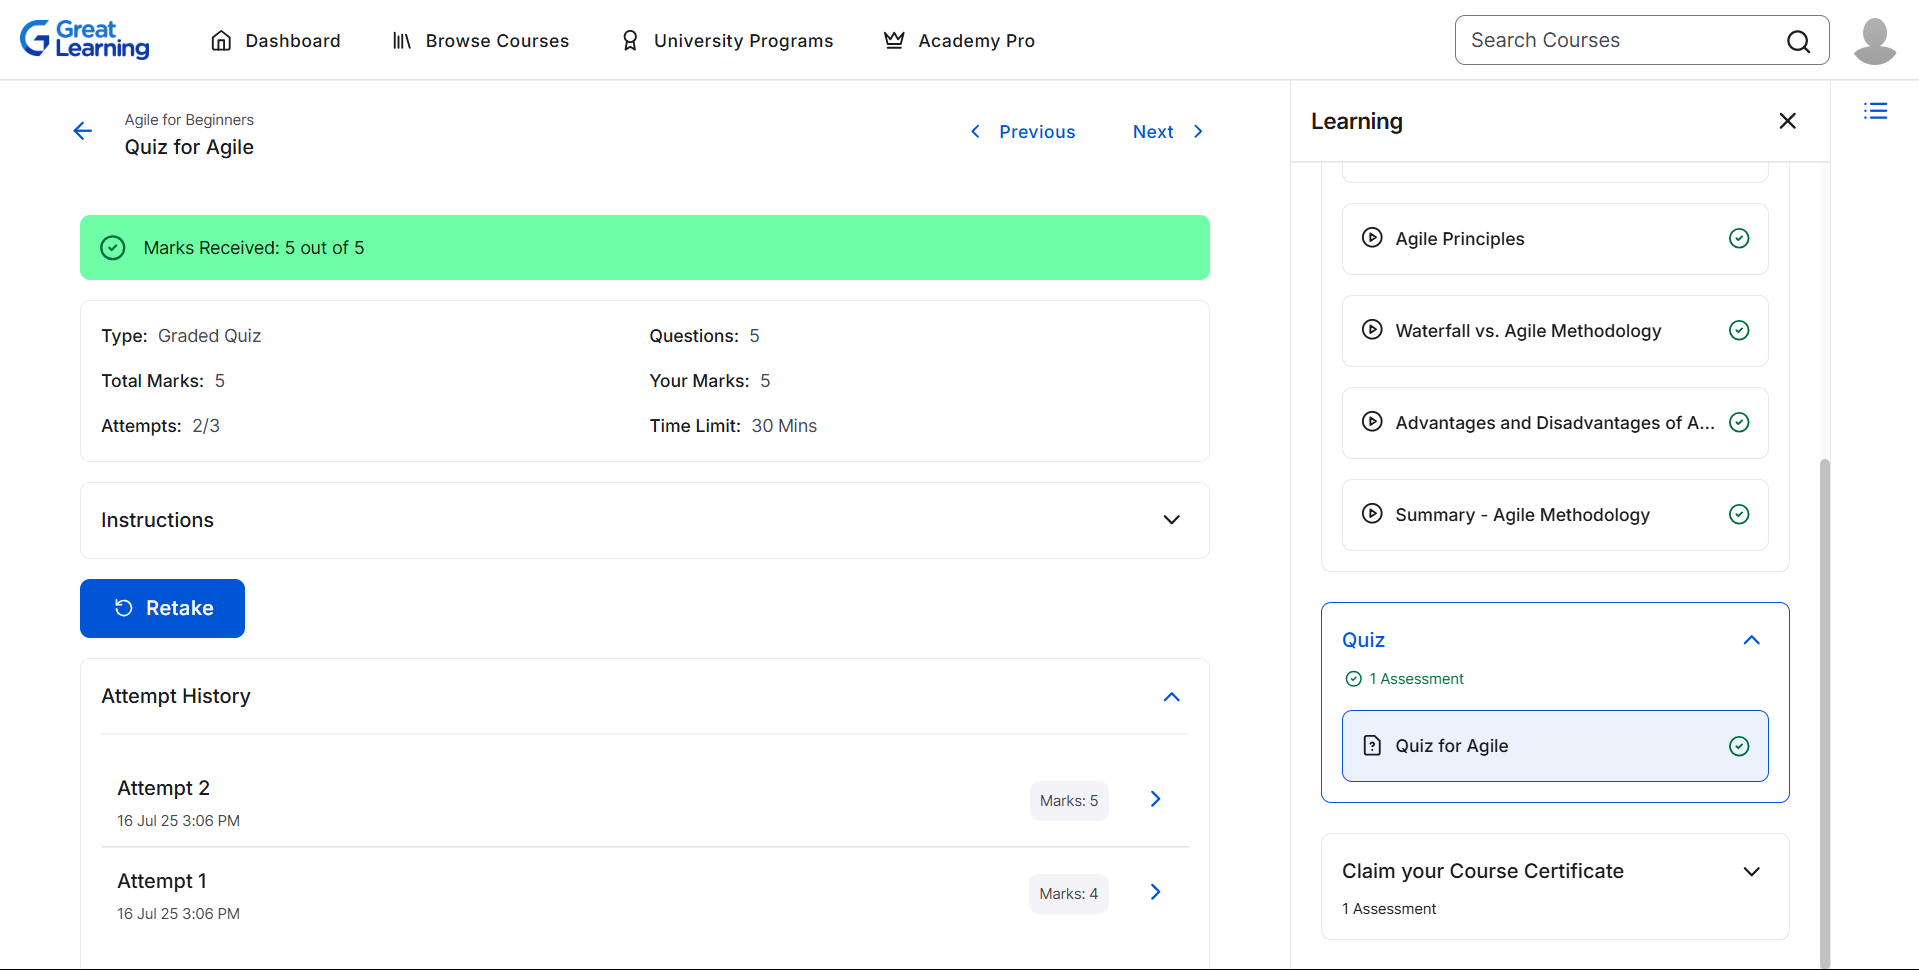 Great Learning
Dashboard
Browse Courses
University Programs
Academy Pro
Search Courses
Agile for Beginners
Quiz for Agile
Previous
Next
Marks Received: 5 out of 5
Type: Graded Quiz
Questions: 5
Total Marks: 5
Your Marks: 5
Attempts: 2/3
Time Limit: 30 Mins
Instructions
Retake
Attempt History
Attempt 2
16 Jul 25 3:06 PM
Marks: 5
Attempt 1
16 Jul 25 3:06 PM
Marks: 4
Learning
Agile Principles
Waterfall vs. Agile Methodology
Advantages and Disadvantages of A...
Summary - Agile Methodology
Quiz
1 Assessment
Quiz for Agile
Claim your Course Certificate
1 Assessment